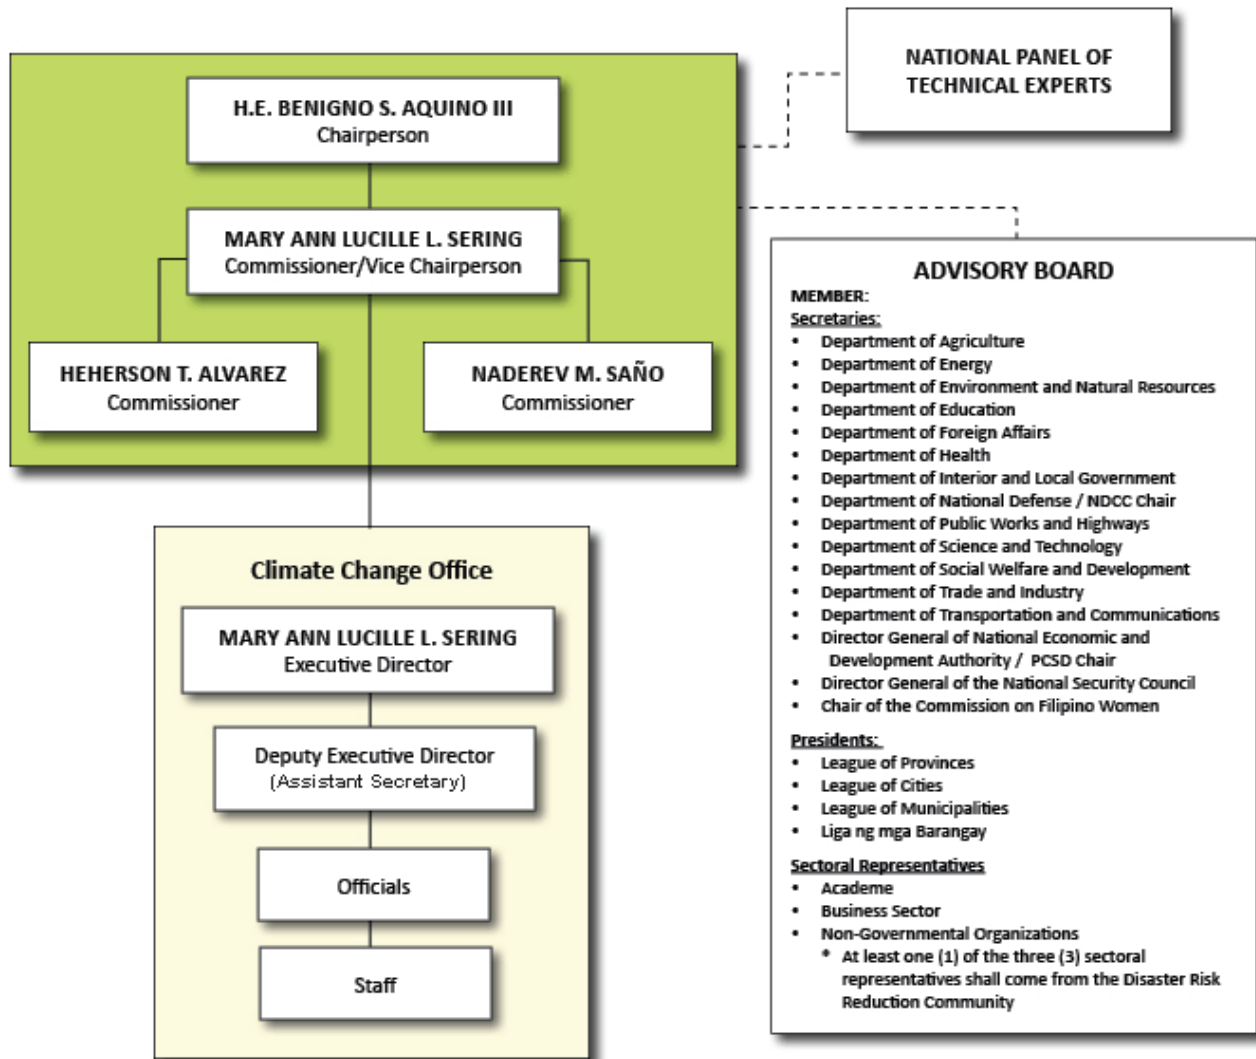 NATIONAL PANEL OF
TECHNICAL EXPERTS
H.E. BENIGNO S. AQUINO III
Chairperson
MARY ANN LUCILLE L. SERING
Commissioner/Vice Chairperson
HEHERSON T. ALVAREZ
Commissioner
NADEREV M. SAÑO
Commissioner
Climate Change Office
MARY ANN LUCILLE L. SERING
Executive Director
Deputy Executive Director
(Assistant Secretary)
Officials
Staff
ADVISORY BOARD
MEMBER:
Secretaries:
• Department of Agriculture
• Department of Energy
• Department of Environment and Natural Resources
• Department of Education
• Department of Foreign Affairs
• Department of Health
• Department of Interior and Local Government
• Department of National Defense / NDCC Chair
• Department of Public Works and Highways
• Department of Science and Technology
• Department of Social Welfare and Development
• Department of Trade and Industry
• Department of Transportation and Communications
• Director General of National Economic and
Development Authority / PCSD Chair
• Director General of the National Security Council
• Chair of the Commission on Filipino Women
Presidents:
• League of Provinces
• League of Cities
• League of Municipalities
• Liga ng mga Barangay
Sectoral Representatives
• Academe
• Business Sector
• Non-Governmental Organizations
* At least one (1) of the three (3) sectoral
representatives shall come from the Disaster Risk
Reduction Community